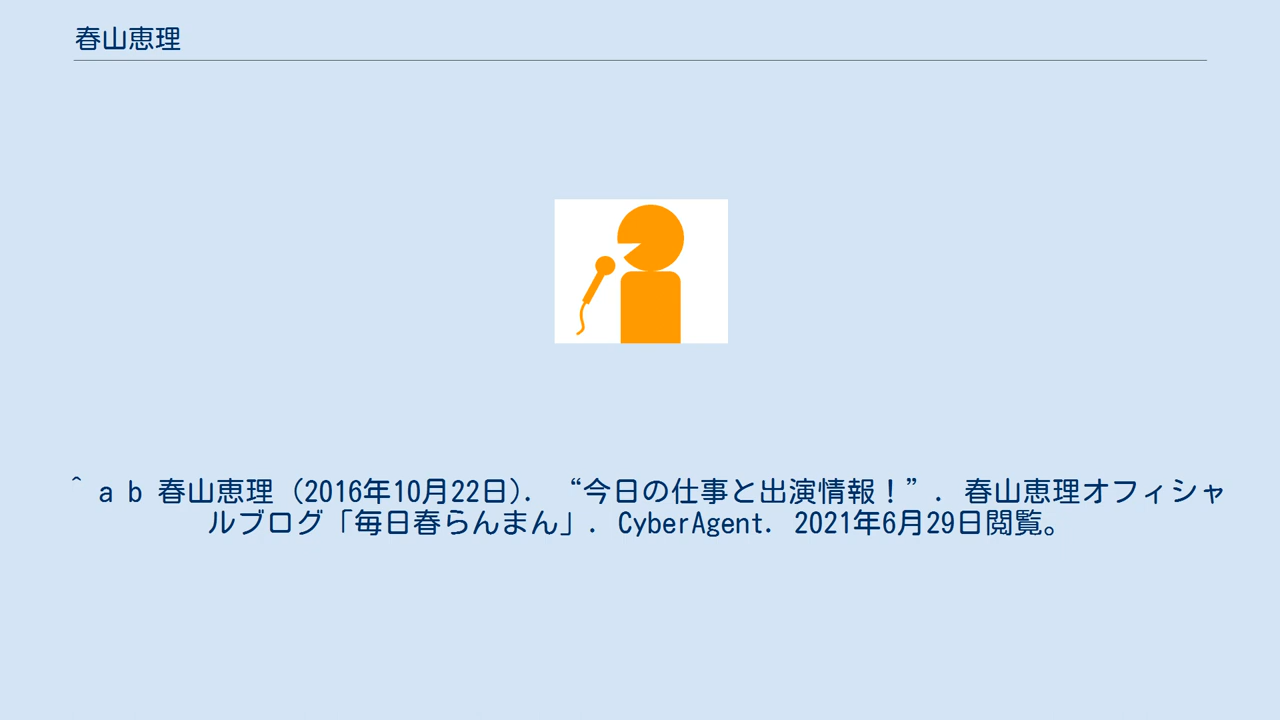 春山恵理
^ a b 春山恵理 (2016年10月22日). “今日の仕事と出演情報！”. 春山恵理オフィシャ
ルブログ「毎日春らんまん」. CyberAgent. 2021年6月29日閲覧。